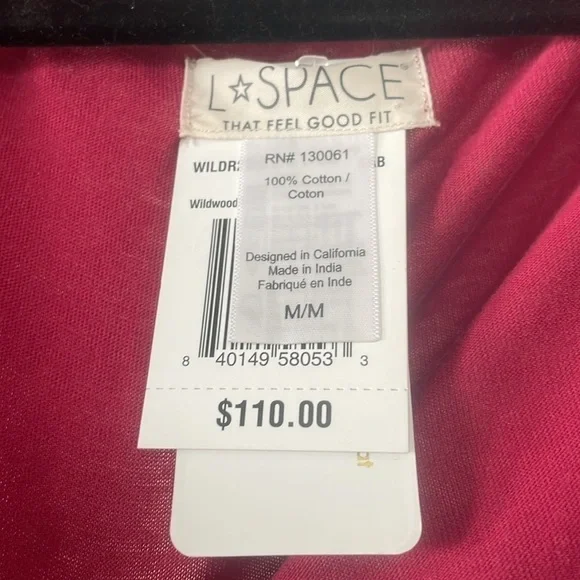 L☆SPACE
THAT FEEL GOOD FIT
RN# 130061
100% Cotton /
Coton
Wildwood
Designed in California
Made in India
Fabriqué en Inde
M/M
8 40149 58053 3
$110.00